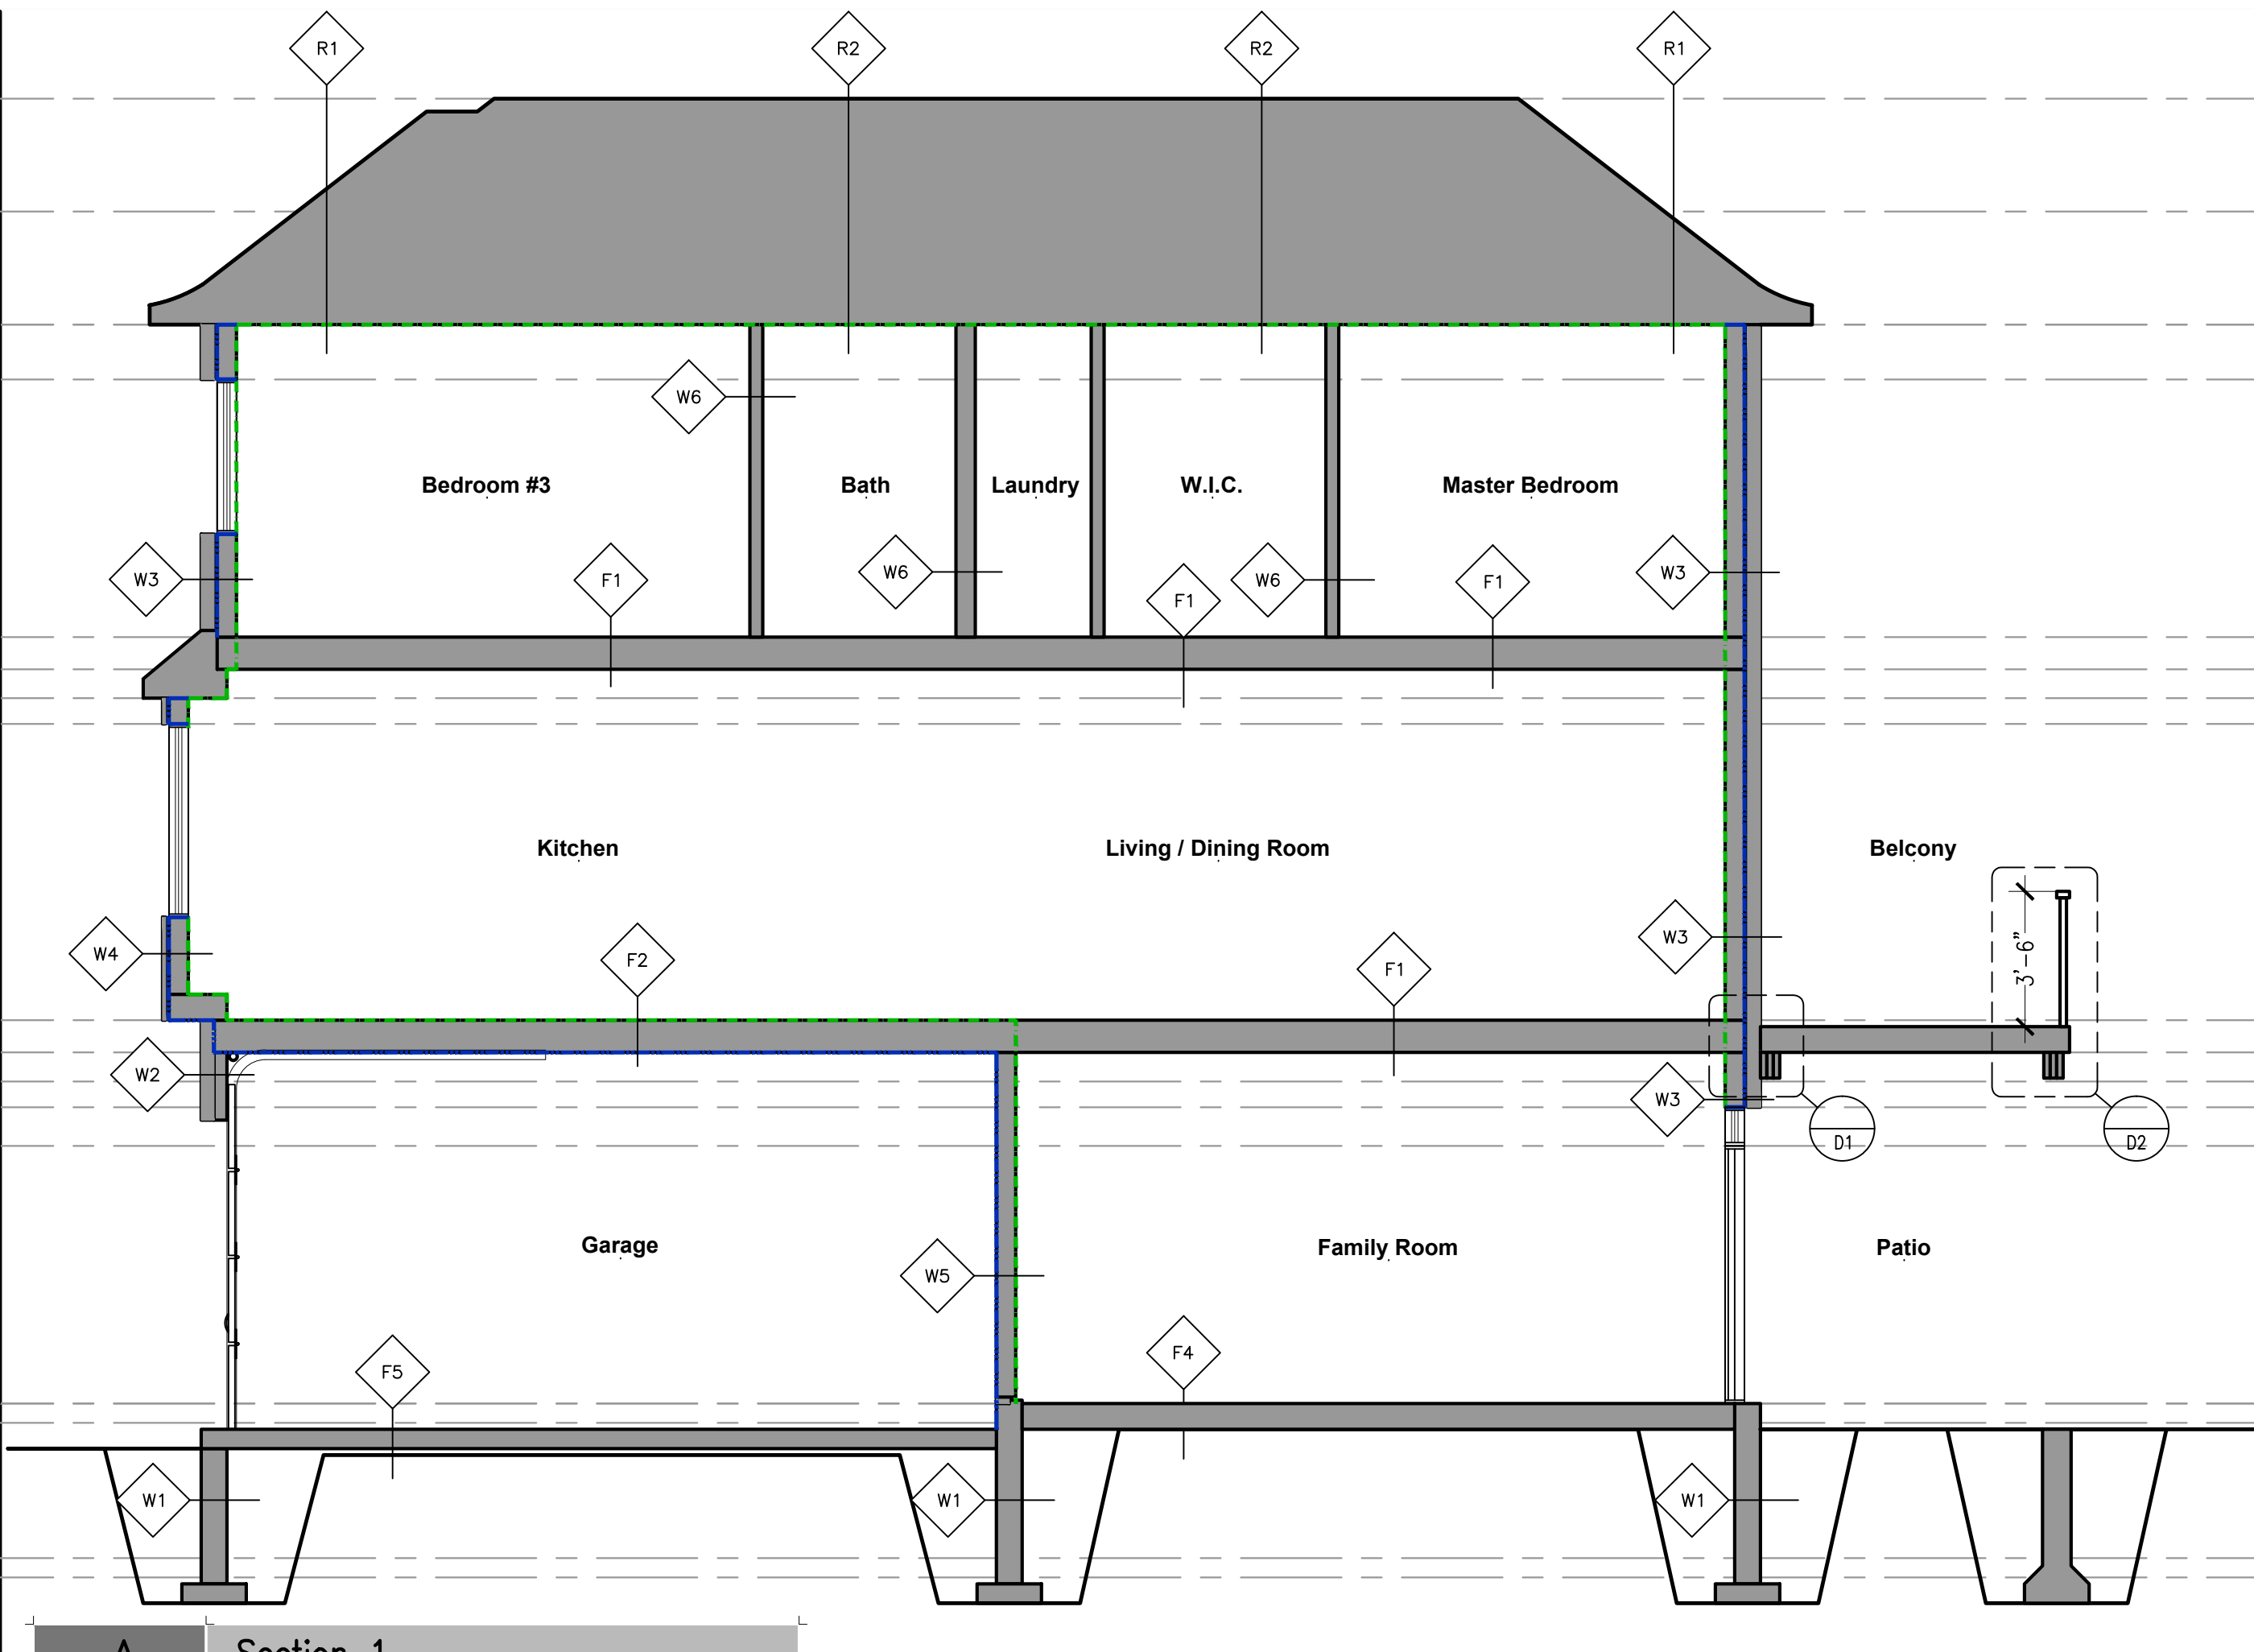 R1 R2 R2 R1
W6
Bedroom #3 Bath Laundry W.I.C. Master Bedroom
W3 F1 W6 F1 W6 F1 W3
Kitchen Living / Dining Room Belcony
W4 F2 F1 W3 3'-6"
W2 W3 D1 D2
Garage Family Room Patio
W5
F5 F4
W1 W1 W1
A Section 1